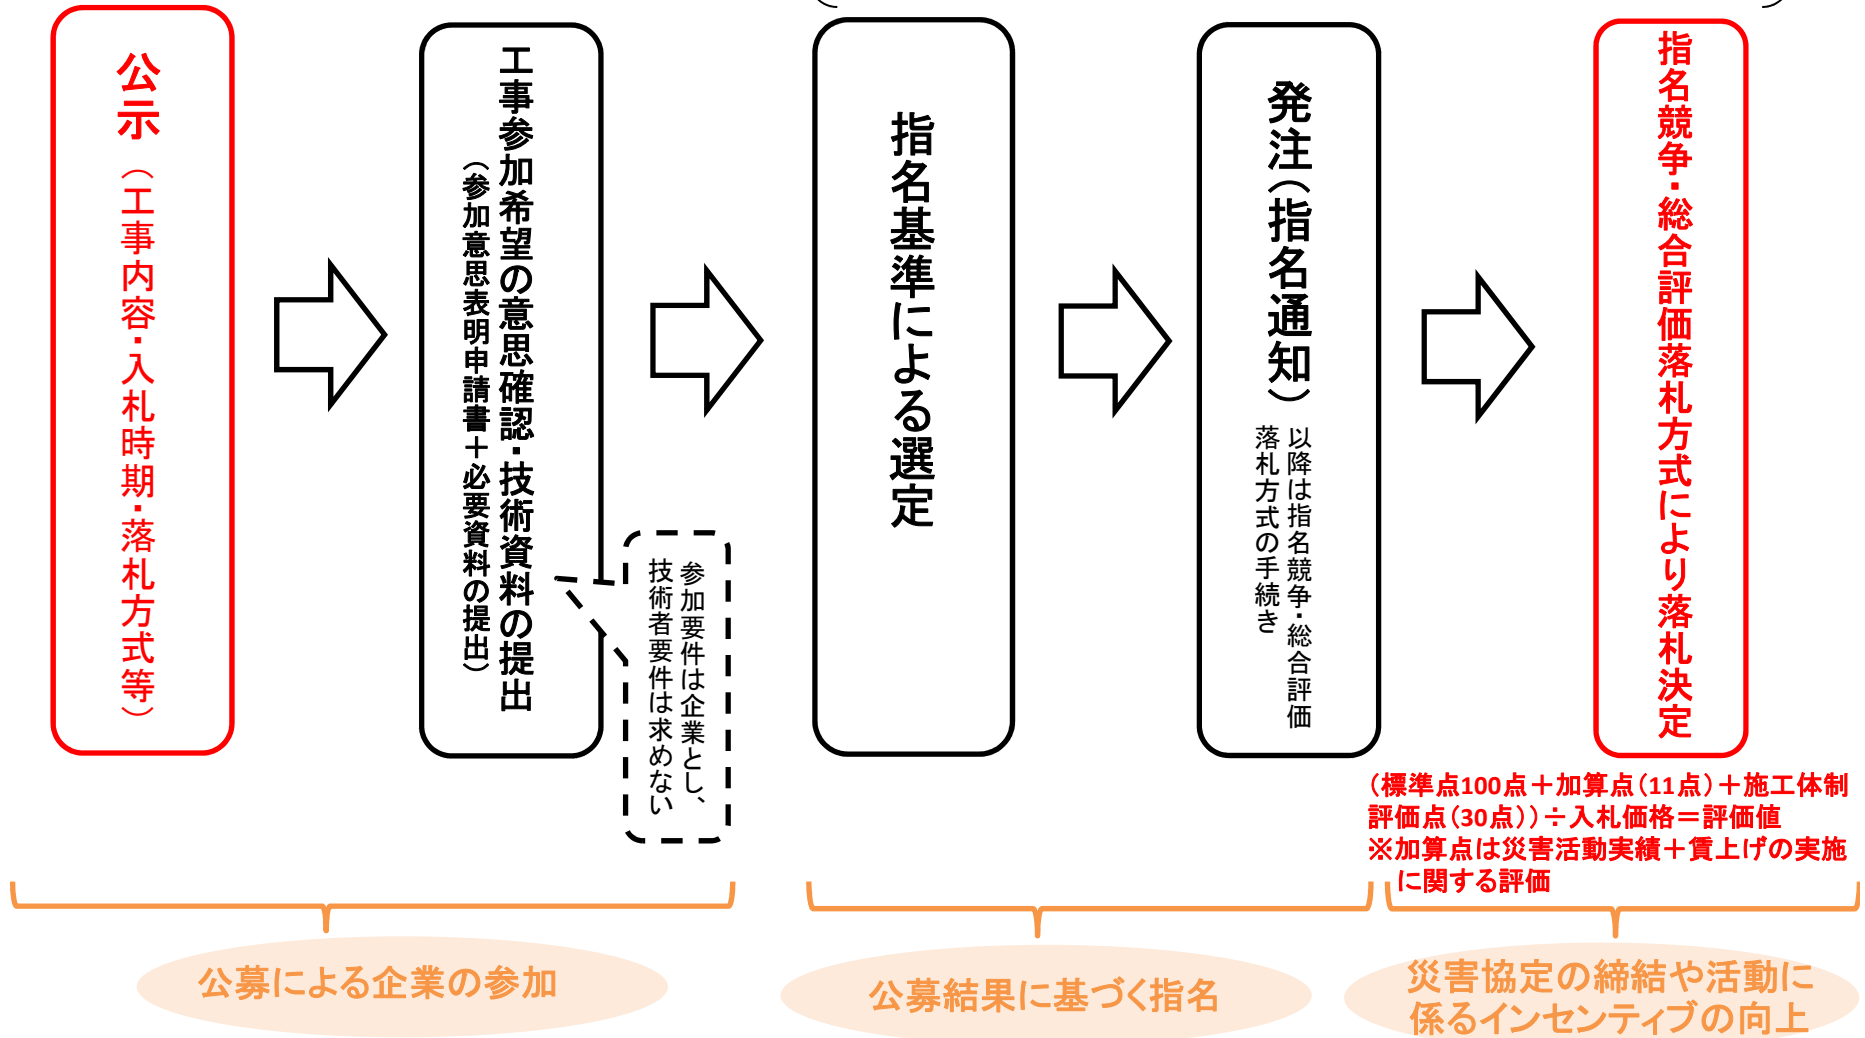 公示（工事内容・入札時期・落札方式等）
工事参加希望の意思確認・技術資料の提出
（参加意思表明申請書＋必要資料の提出）
参加要件は企業とし、
技術者要件は求めない
指名基準による選定
発注（指名通知）
以降は指名競争・総合評価
落札方式の手続き
指名競争・総合評価落札方式により落札決定
（標準点100点＋加算点（11点）＋施工体制
評価点（30点））÷入札価格＝評価値
※加算点は災害活動実績＋賃上げの実施
に関する評価
公募による企業の参加
公募結果に基づく指名
災害協定の締結や活動に
係るインセンティブの向上